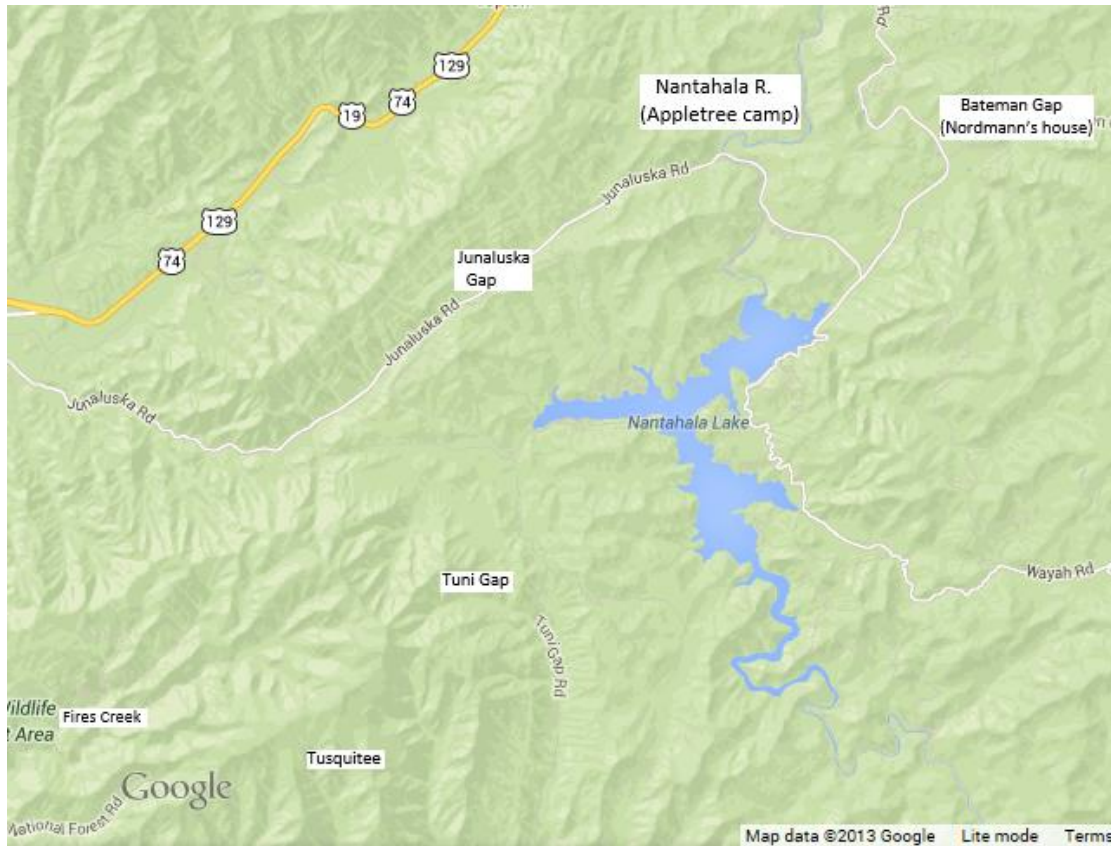 129
Rd
74
19
Nantahala R.
(Appletree camp)
Bateman Gap
(Nordmann's house)
Junaluska Rd
129
74
Junaluska
Gap
Junaluska Rd
Junaluska Rd
Nantahala Lake
Tuni Gap
Wayah Rd
Tuni Gap Rd
Wildlife
t Area
Fires Creek
Tusquitee
Google
National Forest Rd
Map data ©2013 Google Lite mode Terms